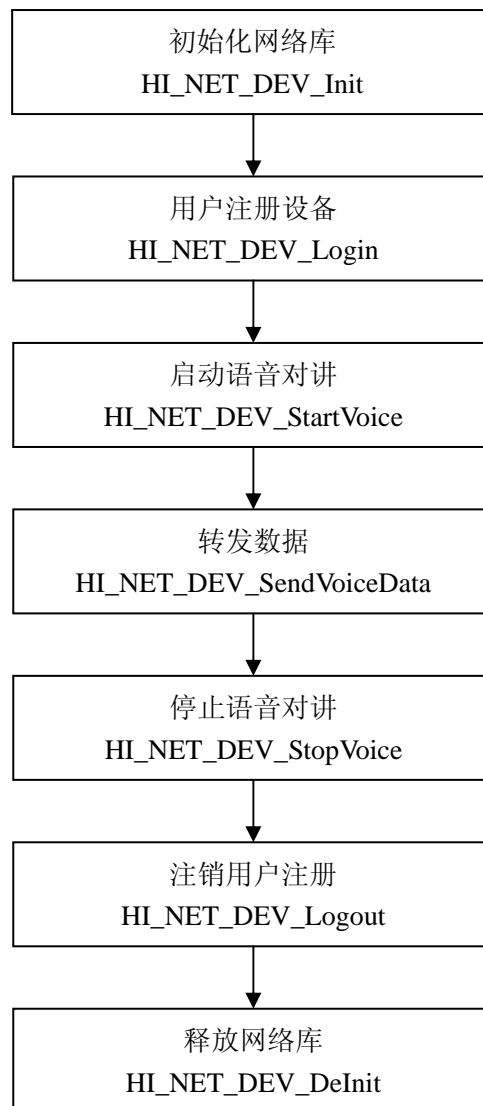 初始化网络库
HI_NET_DEV_Init
用户注册设备
HI_NET_DEV_Login
启动语音对讲
HI_NET_DEV_StartVoice
转发数据
HI_NET_DEV_SendVoiceData
停止语音对讲
HI_NET_DEV_StopVoice
注销用户注册
HI_NET_DEV_Logout
释放网络库
HI_NET_DEV_DeInit